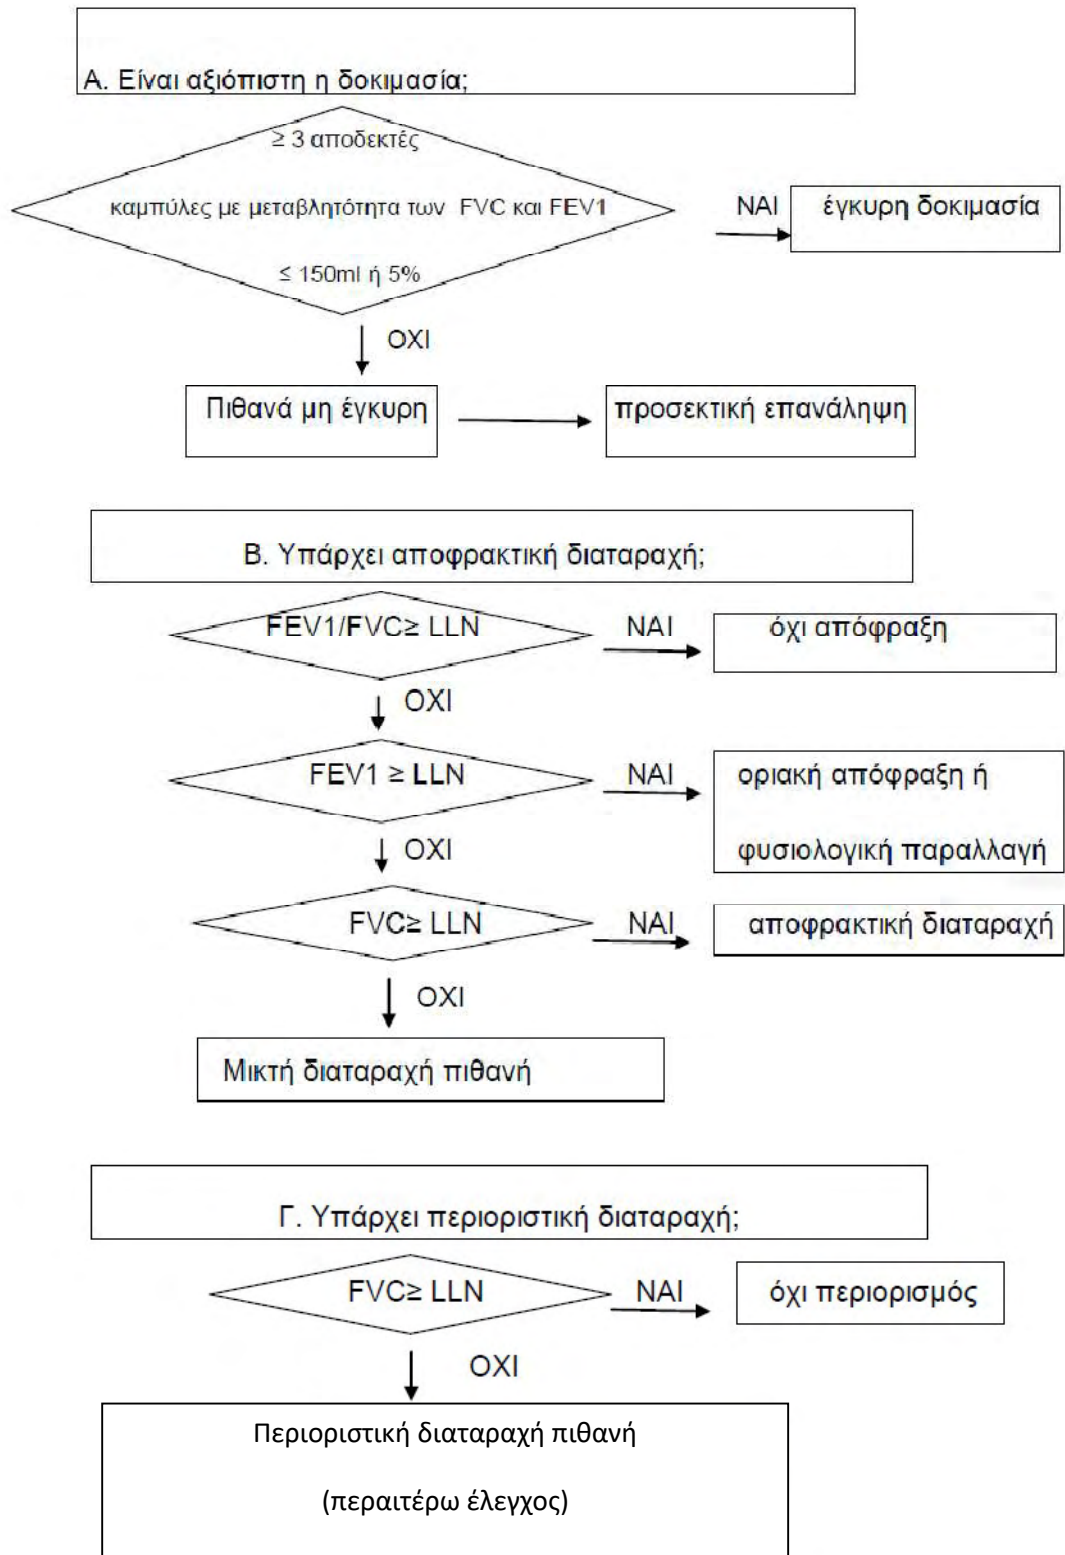 Α. Είναι αξιόπιστη η δοκιμασία;
≥ 3 αποδεκτές
καμπύλες με μεταβλητότητα των FVC και FEV1
≤ 150ml ή 5%
ΝΑΙ
έγκυρη δοκιμασία
ΟΧΙ
Πιθανά μη έγκυρη
προσεκτική επανάληψη
Β. Υπάρχει αποφρακτική διαταραχή;
FEV1/FVC≥ LLN
ΝΑΙ
όχι απόφραξη
ΟΧΙ
FEV1 ≥ LLN
ΝΑΙ
οριακή απόφραξη ή
φυσιολογική παραλλαγή
ΟΧΙ
FVC≥ LLN
ΝΑΙ
αποφρακτική διαταραχή
ΟΧΙ
Μικτή διαταραχή πιθανή
Γ. Υπάρχει περιοριστική διαταραχή;
FVC≥ LLN
ΝΑΙ
όχι περιορισμός
ΟΧΙ
Περιοριστική διαταραχή πιθανή
(περαιτέρω έλεγχος)